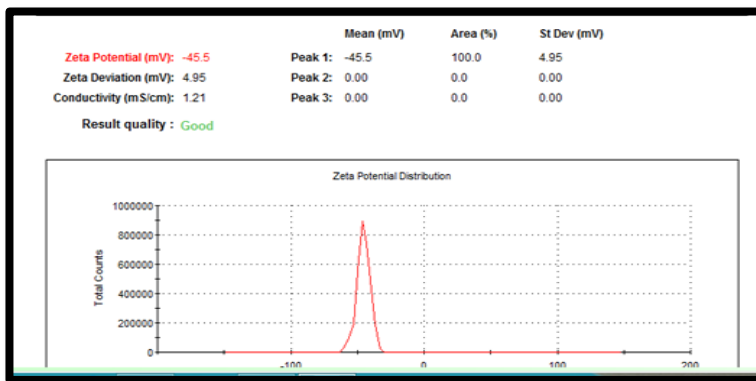 Mean (mV) Area (%) St Dev (mV)
Zeta Potential (mV): -45.5 Peak 1: -45.5 100.0 4.95
Zeta Deviation (mV): 4.95 Peak 2: 0.00 0.0 0.00
Conductivity (mS/cm): 1.21 Peak 3: 0.00 0.0 0.00
Result quality : Good
Zeta Potential Distribution
1000000
800000
600000
400000
200000
0
Total Counts
-100 0 100 200